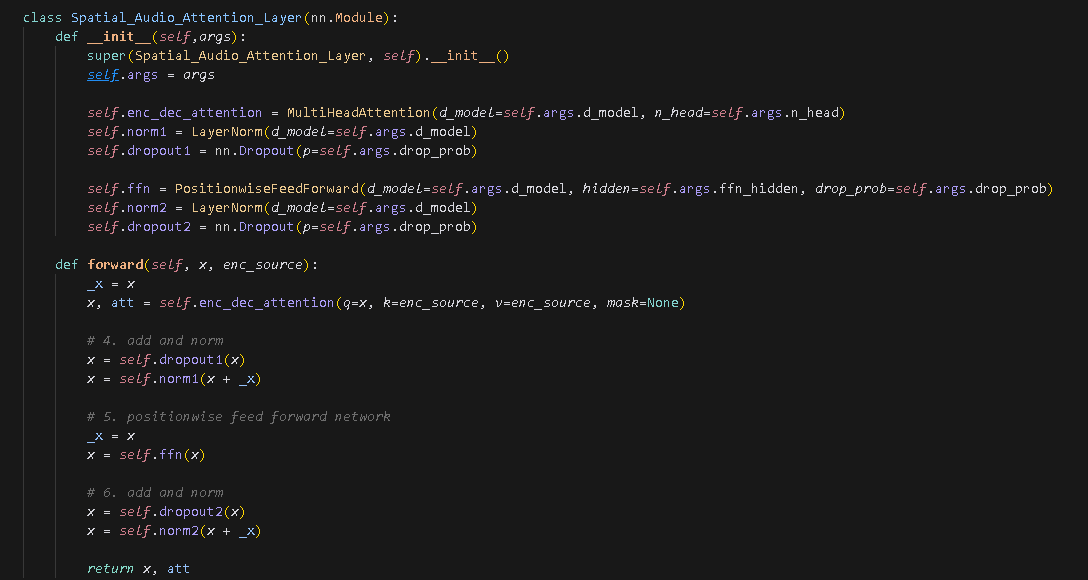 class Spatial_Audio_Attention_Layer(nn.Module):
    def __init__(self,args):
        super(Spatial_Audio_Attention_Layer, self).__init__()
        self.args = args

        self.enc_dec_attention = MultiHeadAttention(d_model=self.args.d_model, n_head=self.args.n_head)
        self.norm1 = LayerNorm(d_model=self.args.d_model)
        self.dropout1 = nn.Dropout(p=self.args.drop_prob)

        self.ffn = PositionwiseFeedForward(d_model=self.args.d_model, hidden=self.args.ffn_hidden, drop_prob=self.args.drop_prob)
        self.norm2 = LayerNorm(d_model=self.args.d_model)
        self.dropout2 = nn.Dropout(p=self.args.drop_prob)

    def forward(self, x, enc_source):
        _x = x
        x, att = self.enc_dec_attention(q=x, k=enc_source, v=enc_source, mask=None)

        # 4. add and norm
        x = self.dropout1(x)
        x = self.norm1(x + _x)

        # 5. positionwise feed forward network
        _x = x
        x = self.ffn(x)

        # 6. add and norm
        x = self.dropout2(x)
        x = self.norm2(x + _x)

        return x, att